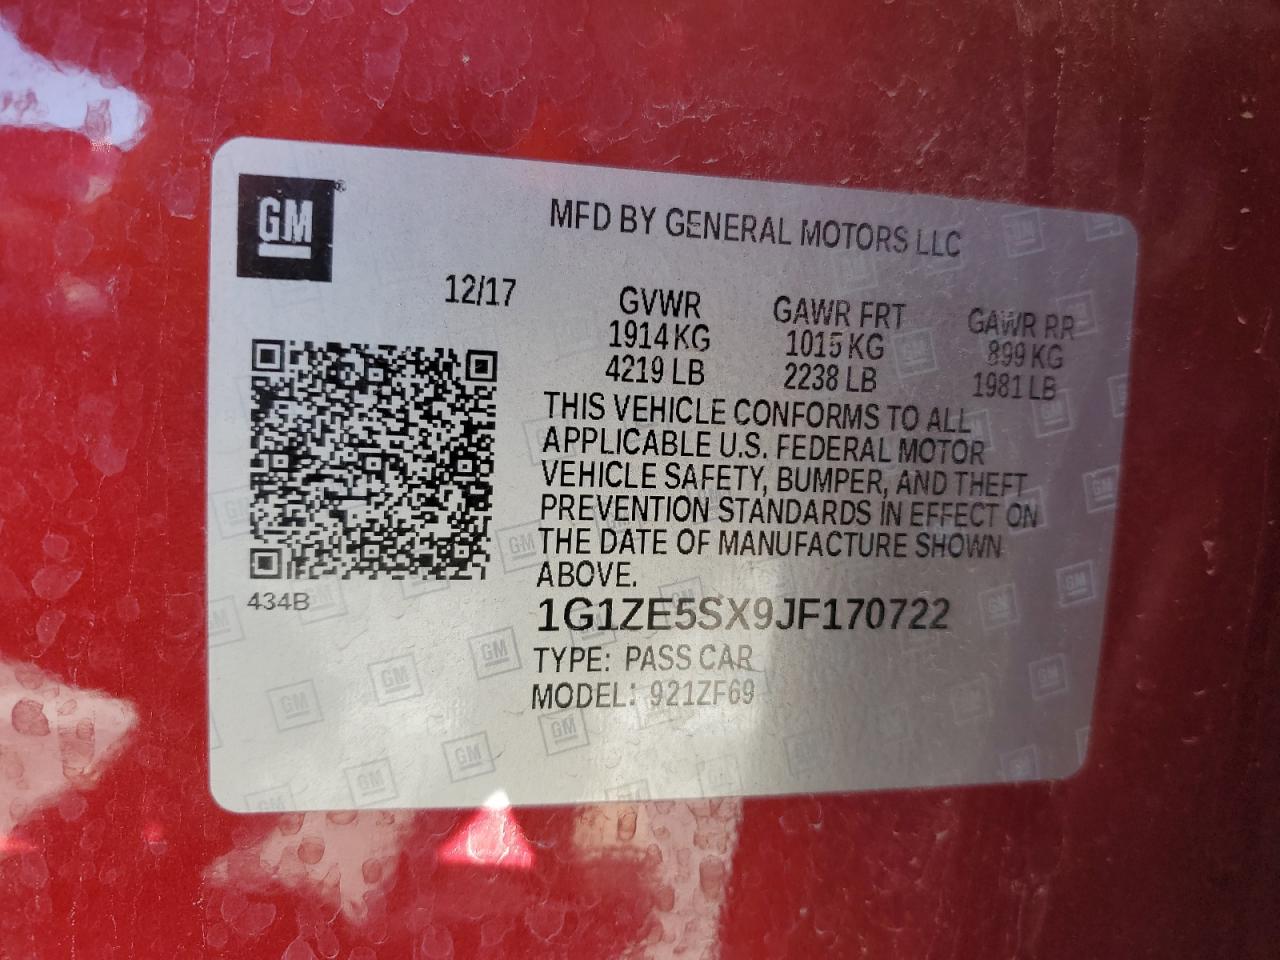 GM
MFD BY GENERAL MOTORS LLC
12/17
GVWR GAWR FRT GAWR RR
1914 KG 1015 KG 899 KG
4219 LB 2238 LB 1981 LB
THIS VEHICLE CONFORMS TO ALL
APPLICABLE U.S. FEDERAL MOTOR
VEHICLE SAFETY, BUMPER, AND THEFT
PREVENTION STANDARDS IN EFFECT ON
THE DATE OF MANUFACTURE SHOWN
ABOVE.
434B
1G1ZE5SX9JF170722
TYPE: PASS CAR
MODEL: 921ZF69